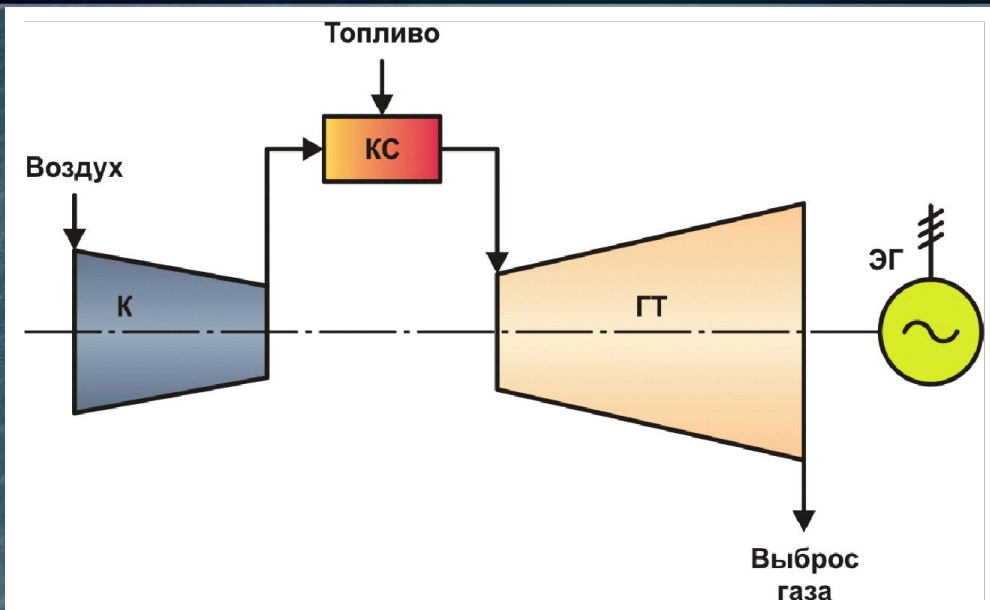 Топливо
Воздух
КС
К
ГТ
ЭГ
Выброс
газа